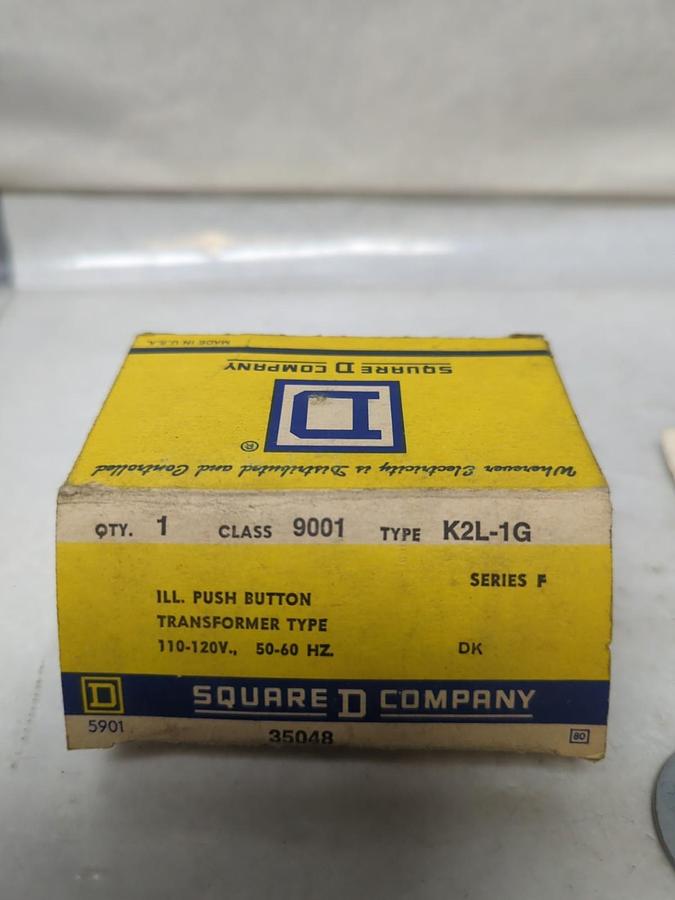 MADE IN U.S.A.
SQUARE D COMPANY
D
®
Wherever Electricity is Distributed and Controlled
QTY. 1 CLASS 9001 TYPE K2L-1G
SERIES F
ILL. PUSH BUTTON
TRANSFORMER TYPE
110-120V., 50-60 HZ. DK
D SQUARE D COMPANY
5901 35048 80